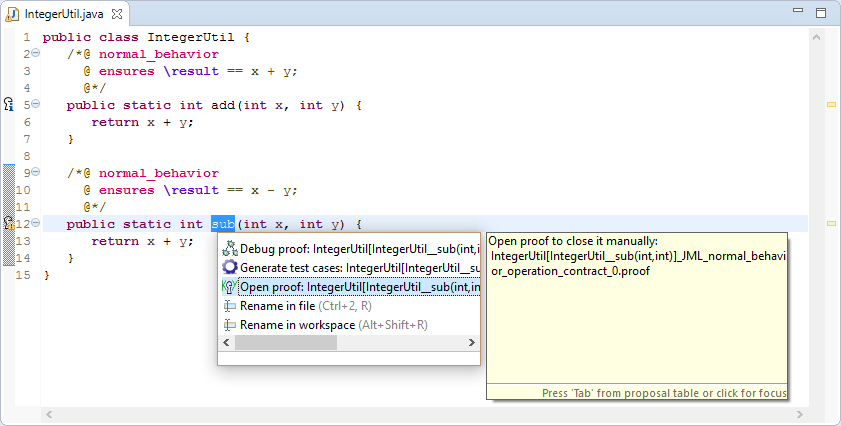 IntegerUtil.java
1 public class IntegerUtil {
2 /*@ normal_behavior
3 @ ensures \result == x + y;
4 @*/
5 public static int add(int x, int y) {
6 return x + y;
7 }
8
9 /*@ normal_behavior
10 @ ensures \result == x - y;
11 @*/
12 public static int sub(int x, int y) {
13 return x + y;
14 }
15 }
Debug proof: IntegerUtil[IntegerUtil__sub(int,i
Generate test cases: IntegerUtil[IntegerUtil__su
Open proof: IntegerUtil[IntegerUtil__sub(int,in
Rename in file (Ctrl+2, R)
Rename in workspace (Alt+Shift+R)
Open proof to close it manually:
IntegerUtil[IntegerUtil__sub(int,int)]_JML_normal_behavi
or_operation_contract_0.proof
Press 'Tab' from proposal table or click for focus